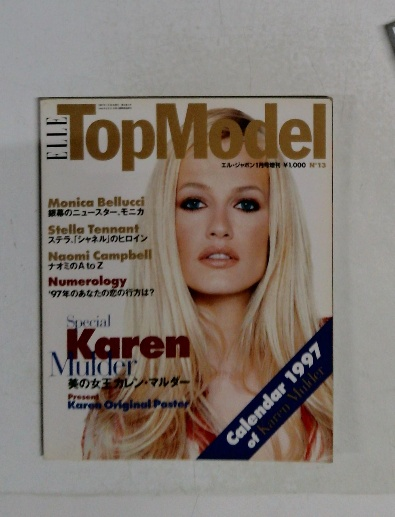 ELLE
TopModel
エル・ジャポン1月号増刊 ¥1,000 N°13
Monica Bellucci
銀幕のニュースター、モニカ
Stella Tennant
ステラ、「シャネル」のヒロイン
Naomi Campbell
ナオミのA to Z
Numerology
'97年のあなたの恋の行方は?
Special
Karen
Mulder
美の女王カレン・マルダー
Present
Karen Original Poster
Calendar 1997
of Karen Mulder